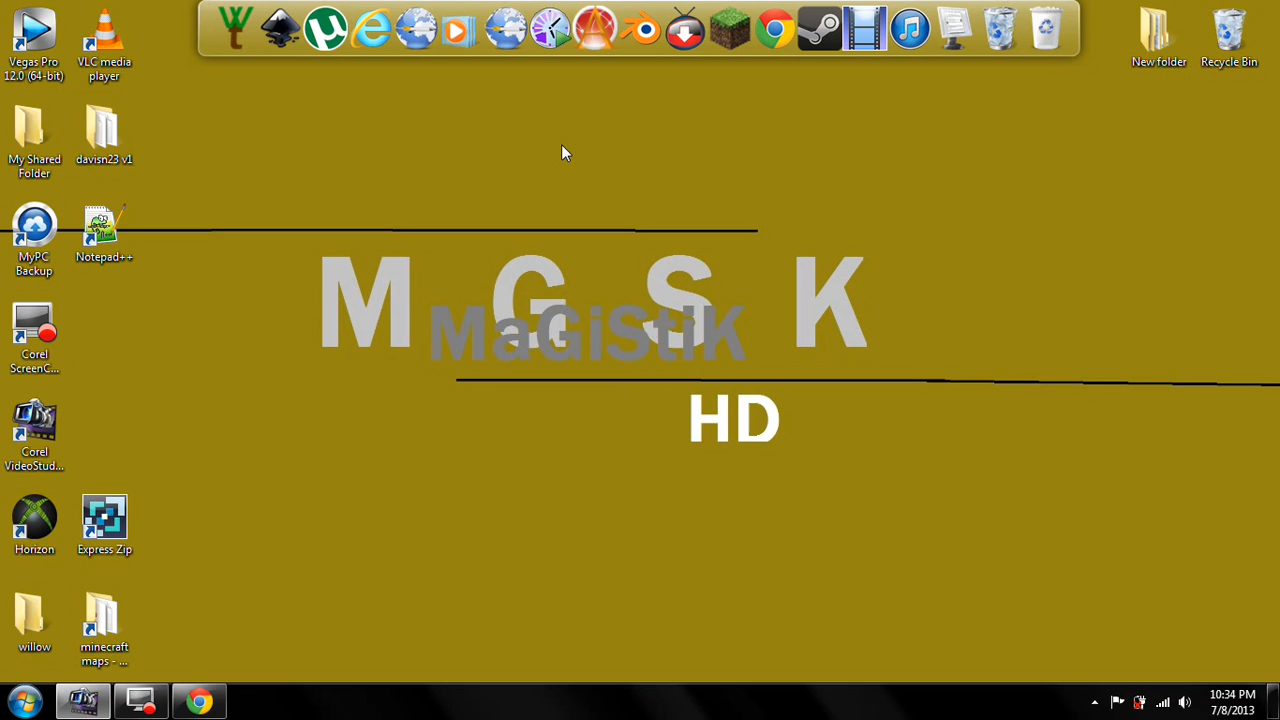 Vegas Pro
12.0 (64-bit)
VLC media
player
New folder
Recycle Bin
My Shared
Folder
davisn23 v1
MyPC
Backup
Notepad++
M G S K
MaGiStiK
HD
Corel
ScreenC...
Corel
VideoStud...
Horizon
Express Zip
willow
minecraft
maps - ...
10:34 PM
7/8/2013